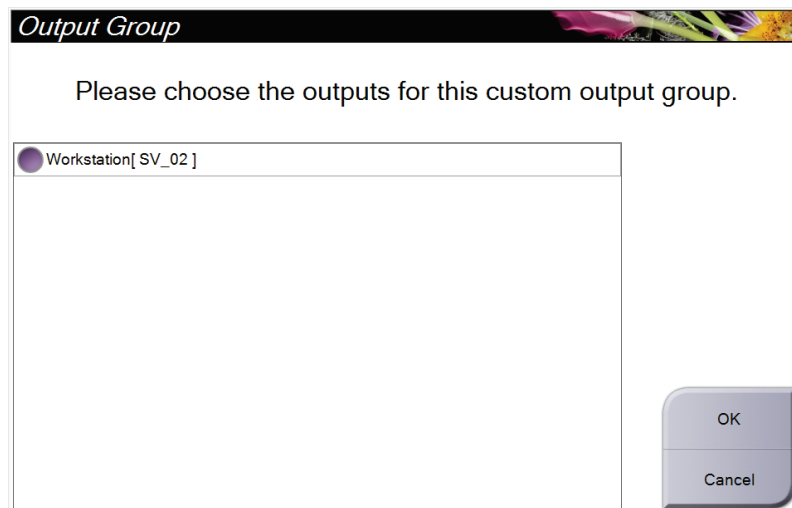 Output Group
Please choose the outputs for this custom output group.
Workstation[ SV_02 ]
OK
Cancel